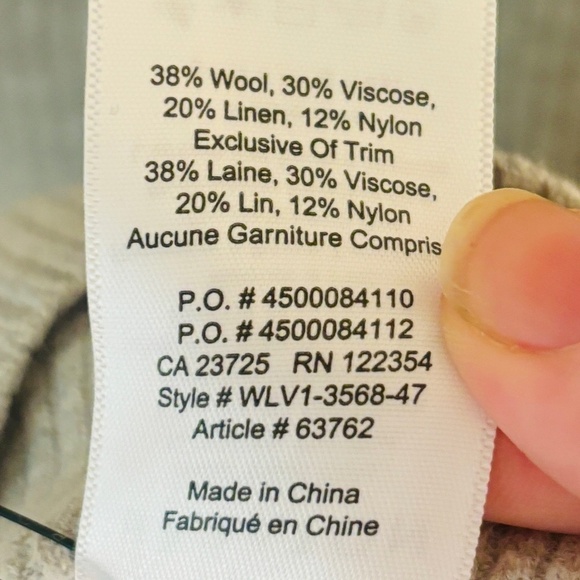 38% Wool, 30% Viscose,
20% Linen, 12% Nylon
Exclusive Of Trim
38% Laine, 30% Viscose,
20% Lin, 12% Nylon
Aucune Garniture Compris
P.O. # 4500084110
P.O. # 4500084112
CA 23725 RN 122354
Style # WLV1-3568-47
Article # 63762
Made in China
Fabriqué en Chine